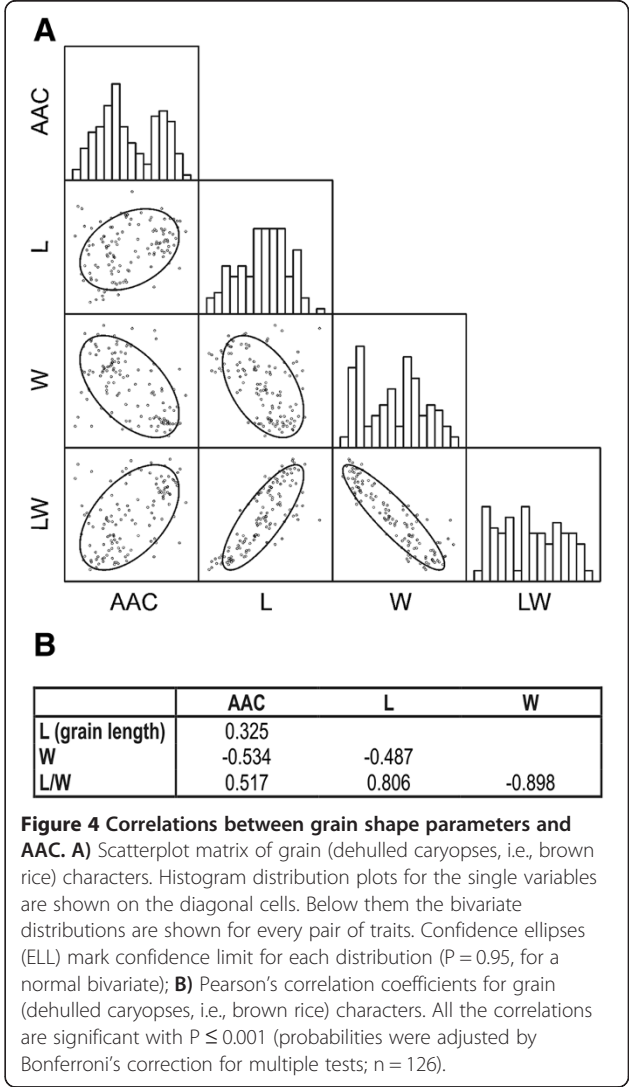 A
AAC
L
W
LW
AAC L W LW
B
AAC L W
L (grain length) 0.325
W -0.534 -0.487
L/W 0.517 0.806 -0.898
Figure 4 Correlations between grain shape parameters and
AAC. A) Scatterplot matrix of grain (dehulled caryopses, i.e., brown
rice) characters. Histogram distribution plots for the single variables
are shown on the diagonal cells. Below them the bivariate
distributions are shown for every pair of traits. Confidence ellipses
(ELL) mark confidence limit for each distribution (P = 0.95, for a
normal bivariate); B) Pearson's correlation coefficients for grain
(dehulled caryopses, i.e., brown rice) characters. All the correlations
are significant with P ≤ 0.001 (probabilities were adjusted by
Bonferroni's correction for multiple tests; n = 126).